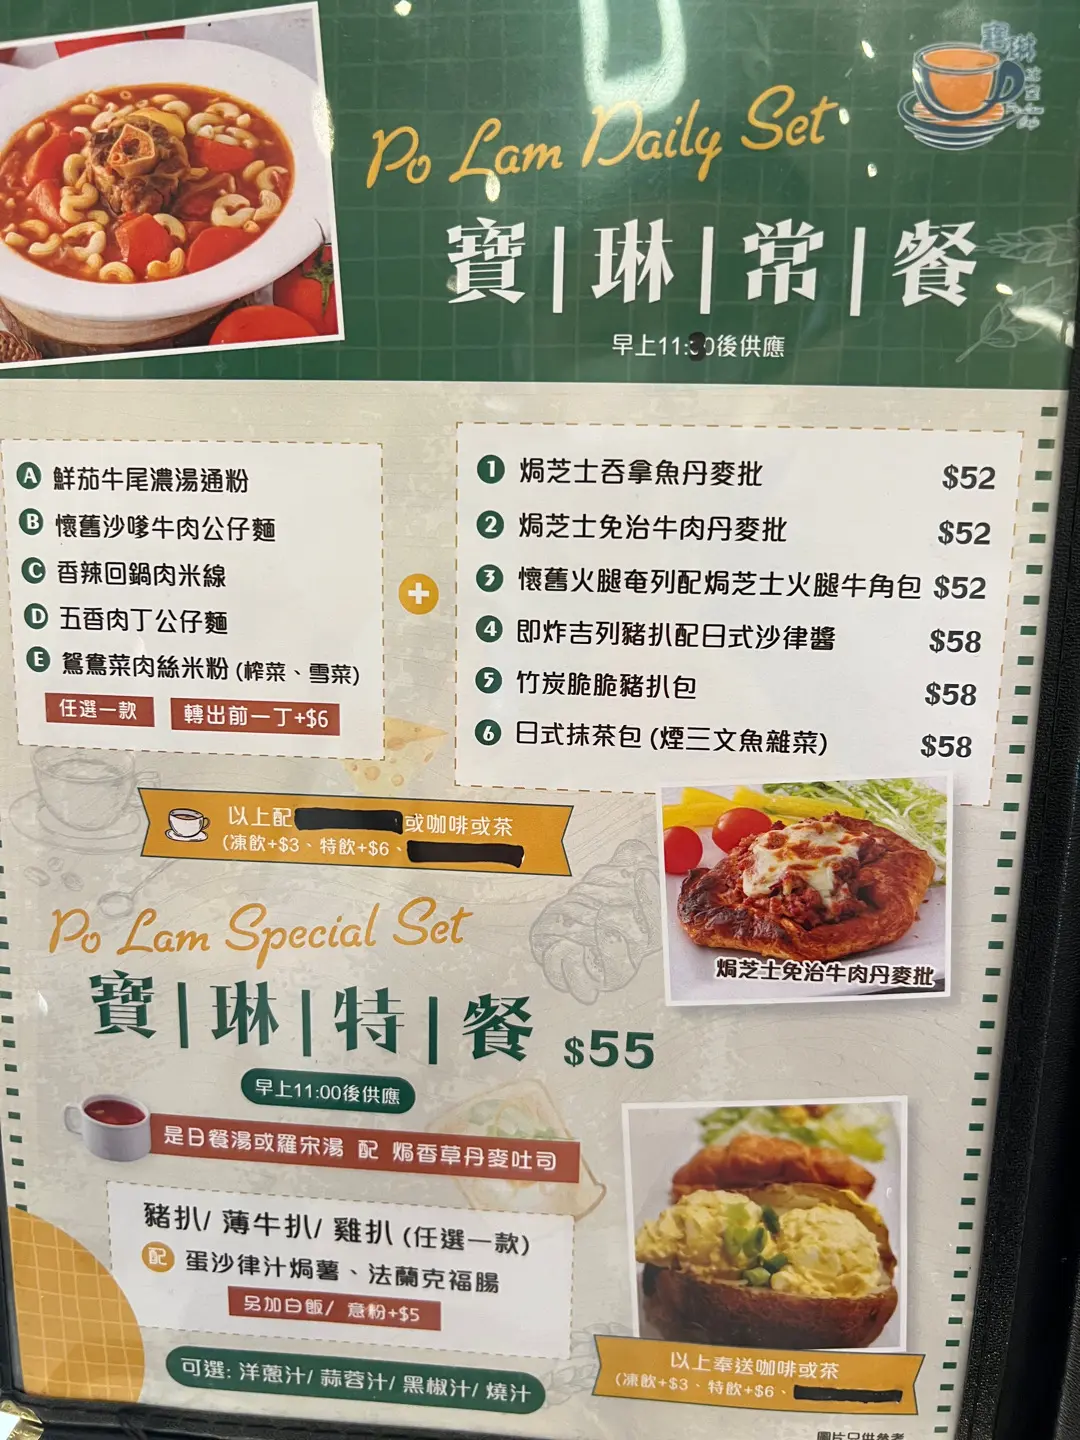 Po Lam Daily Set
寶|琳|常|餐
早上11: 0後供應
A 鮮茄牛尾濃湯通粉
B 懷舊沙嗲牛肉公仔麵
C 香辣回鍋肉米線
D 五香肉丁公仔麵
E 鴛鴦菜肉絲米粉 (榨菜、雪菜)
任選一款 轉出前一丁+$6
+
1 焗芝士吞拿魚丹麥批 $52
2 焗芝士免治牛肉丹麥批 $52
3 懷舊火腿奄列配焗芝士火腿牛角包 $52
4 即炸吉列豬扒配日式沙律醬 $58
5 竹炭脆脆豬扒包 $58
6 日式抹茶包 (煙三文魚雜菜) $58
以上配 或咖啡或茶
(凍飲+$3、特飲+$6、
焗芝士免治牛肉丹麥批
Po Lam Special Set
寶|琳|特|餐 $55
早上11:00後供應
是日餐湯或羅宋湯 配 焗香草丹麥吐司
豬扒/ 薄牛扒/ 雞扒 (任選一款)
配 蛋沙律汁焗薯、法蘭克福腸
另加白飯/ 意粉+$5
可選: 洋蔥汁/ 蒜蓉汁/ 黑椒汁/ 燒汁
以上奉送咖啡或茶
(凍飲+$3、特飲+$6、
圖片只供參考